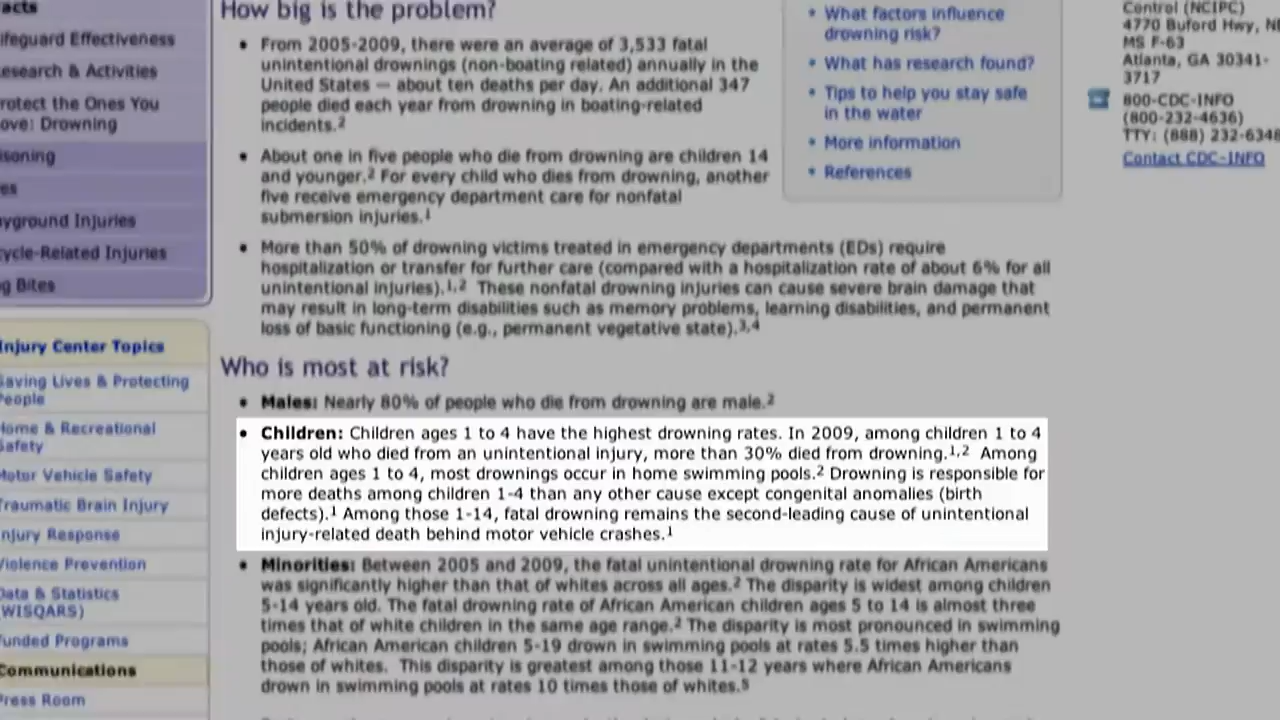 acts
ifeguard Effectiveness
esearch & Activities
rotect the Ones You
ove: Drowning
isoning
es
ayground Injuries
cycle-Related Injuries
g Bites
Injury Center Topics
Saving Lives & Protecting
People
Home & Recreational
Safety
Motor Vehicle Safety
Traumatic Brain Injury
Injury Response
Violence Prevention
Data & Statistics
(WISQARS)
Funded Programs
Communications
Press Room
How big is the problem?
• From 2005-2009, there were an average of 3,533 fatal
unintentional drownings (non-boating related) annually in the
United States — about ten deaths per day. An additional 347
people died each year from drowning in boating-related
incidents.2
• About one in five people who die from drowning are children 14
and younger.2 For every child who dies from drowning, another
five receive emergency department care for nonfatal
submersion injuries.1
• More than 50% of drowning victims treated in emergency departments (EDs) require
hospitalization or transfer for further care (compared with a hospitalization rate of about 6% for all
unintentional injuries).1,2 These nonfatal drowning injuries can cause severe brain damage that
may result in long-term disabilities such as memory problems, learning disabilities, and permanent
loss of basic functioning (e.g., permanent vegetative state).3,4
Who is most at risk?
• Males: Nearly 80% of people who die from drowning are male.2
• Children: Children ages 1 to 4 have the highest drowning rates. In 2009, among children 1 to 4
years old who died from an unintentional injury, more than 30% died from drowning.1,2 Among
children ages 1 to 4, most drownings occur in home swimming pools.2 Drowning is responsible for
more deaths among children 1-4 than any other cause except congenital anomalies (birth
defects).1 Among those 1-14, fatal drowning remains the second-leading cause of unintentional
injury-related death behind motor vehicle crashes.1
• Minorities: Between 2005 and 2009, the fatal unintentional drowning rate for African Americans
was significantly higher than that of whites across all ages.2 The disparity is widest among children
5-14 years old. The fatal drowning rate of African American children ages 5 to 14 is almost three
times that of white children in the same age range.2 The disparity is most pronounced in swimming
pools; African American children 5-19 drown in swimming pools at rates 5.5 times higher than
those of whites. This disparity is greatest among those 11-12 years where African Americans
drown in swimming pools at rates 10 times those of whites.5
• What factors influence
drowning risk?
• What has research found?
• Tips to help you stay safe
in the water
• More information
• References
Control (NCIPC)
4770 Buford Hwy, NE
MS F-63
Atlanta, GA 30341-
3717
800-CDC-INFO
(800-232-4636)
TTY: (888) 232-6348
Contact CDC-INFO